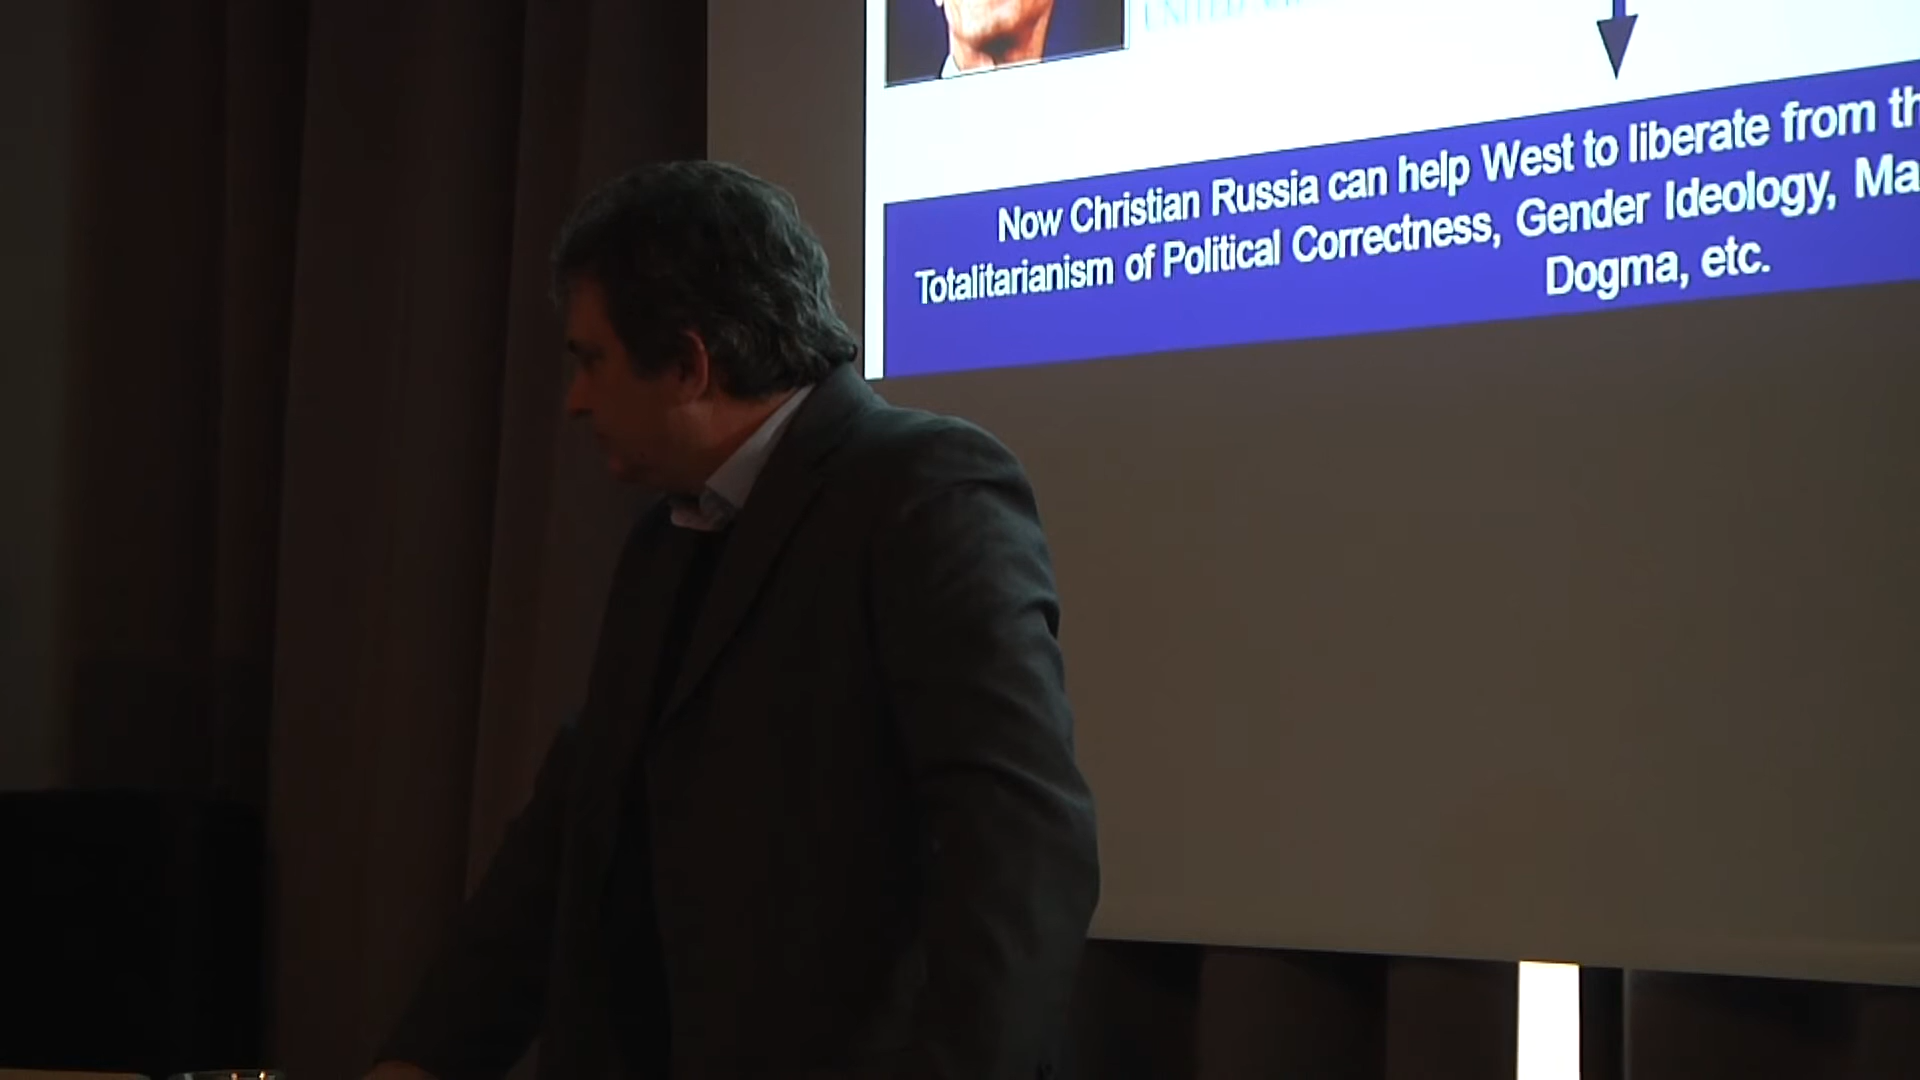 UNITED
Now Christian Russia can help West to liberate from th
Totalitarianism of Political Correctness, Gender Ideology, Ma
Dogma, etc.